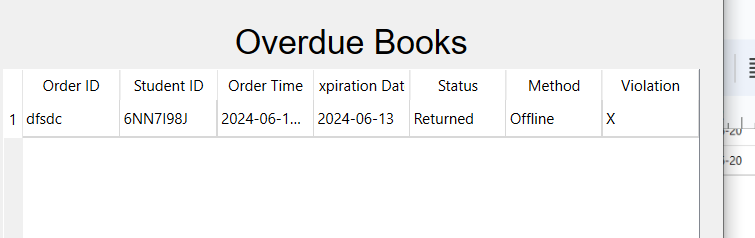 Overdue Books
Order ID Student ID Order Time xpiration Dat Status Method Violation
1 dfsdc 6NN7I98J 2024-06-1... 2024-06-13 Returned Offline X
-20
-20